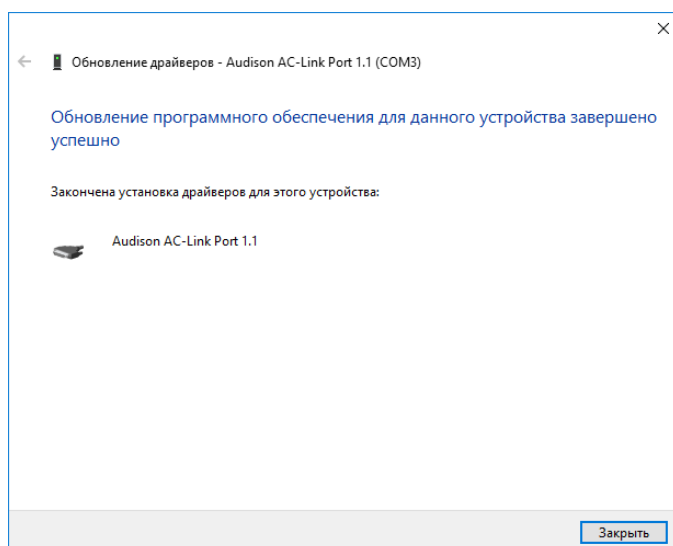 Обновление драйверов - Audison AC-Link Port 1.1 (COM3)
Обновление программного обеспечения для данного устройства завершено
успешно
Закончена установка драйверов для этого устройства:
Audison AC-Link Port 1.1
Закрыть